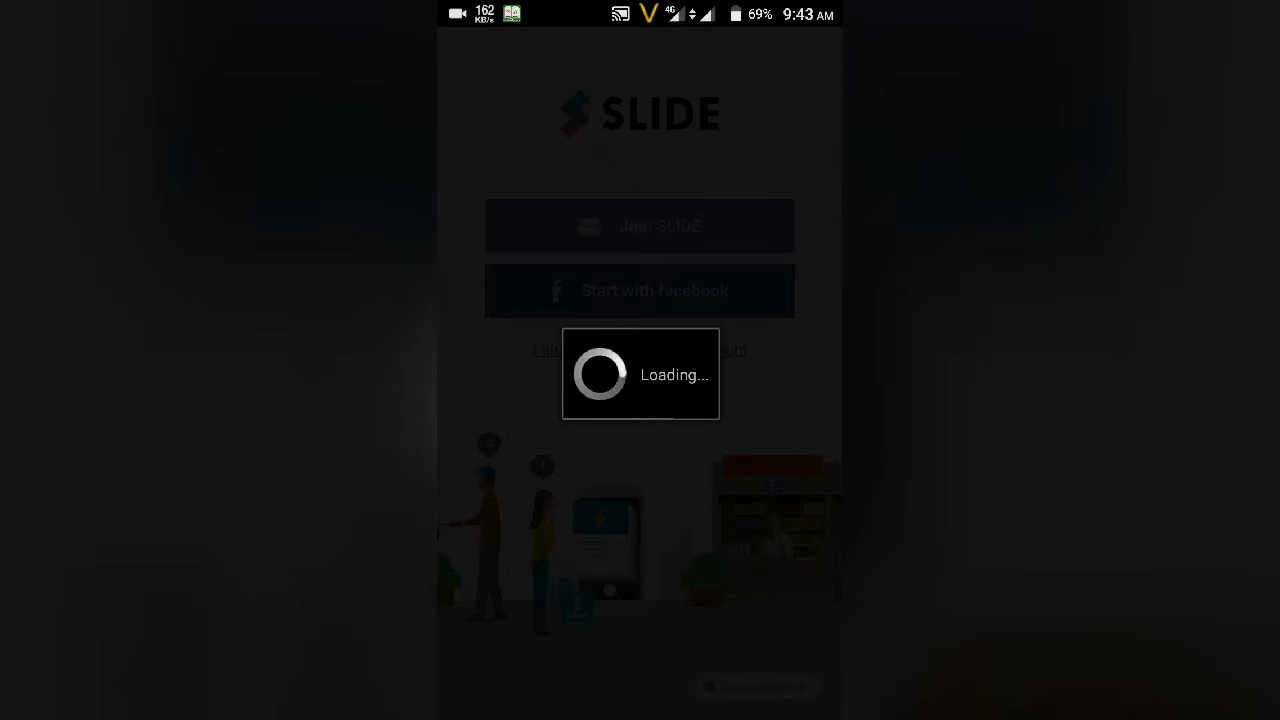 162
KB/s
4G
69%
9:43 AM
SLIDE
Join SLIDE
Start with facebook
Loading...